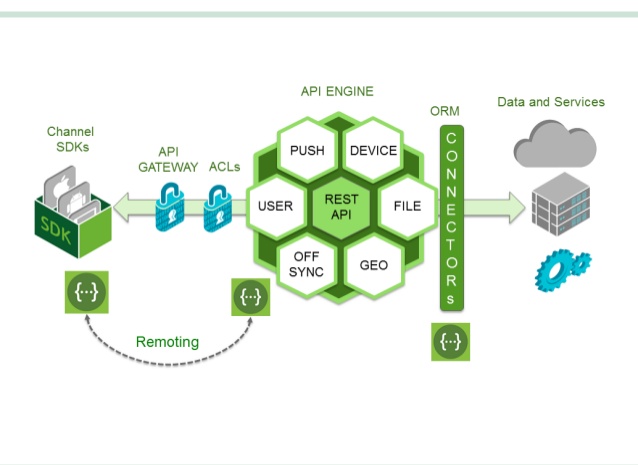 API ENGINE
Data and Services
ORM
Channel
SDKs
API
GATEWAY
ACLs
PUSH
DEVICE
USER
REST
API
FILE
OFF
SYNC
GEO
CONNECTORs
SDK
{···}
{···}
{···}
Remoting